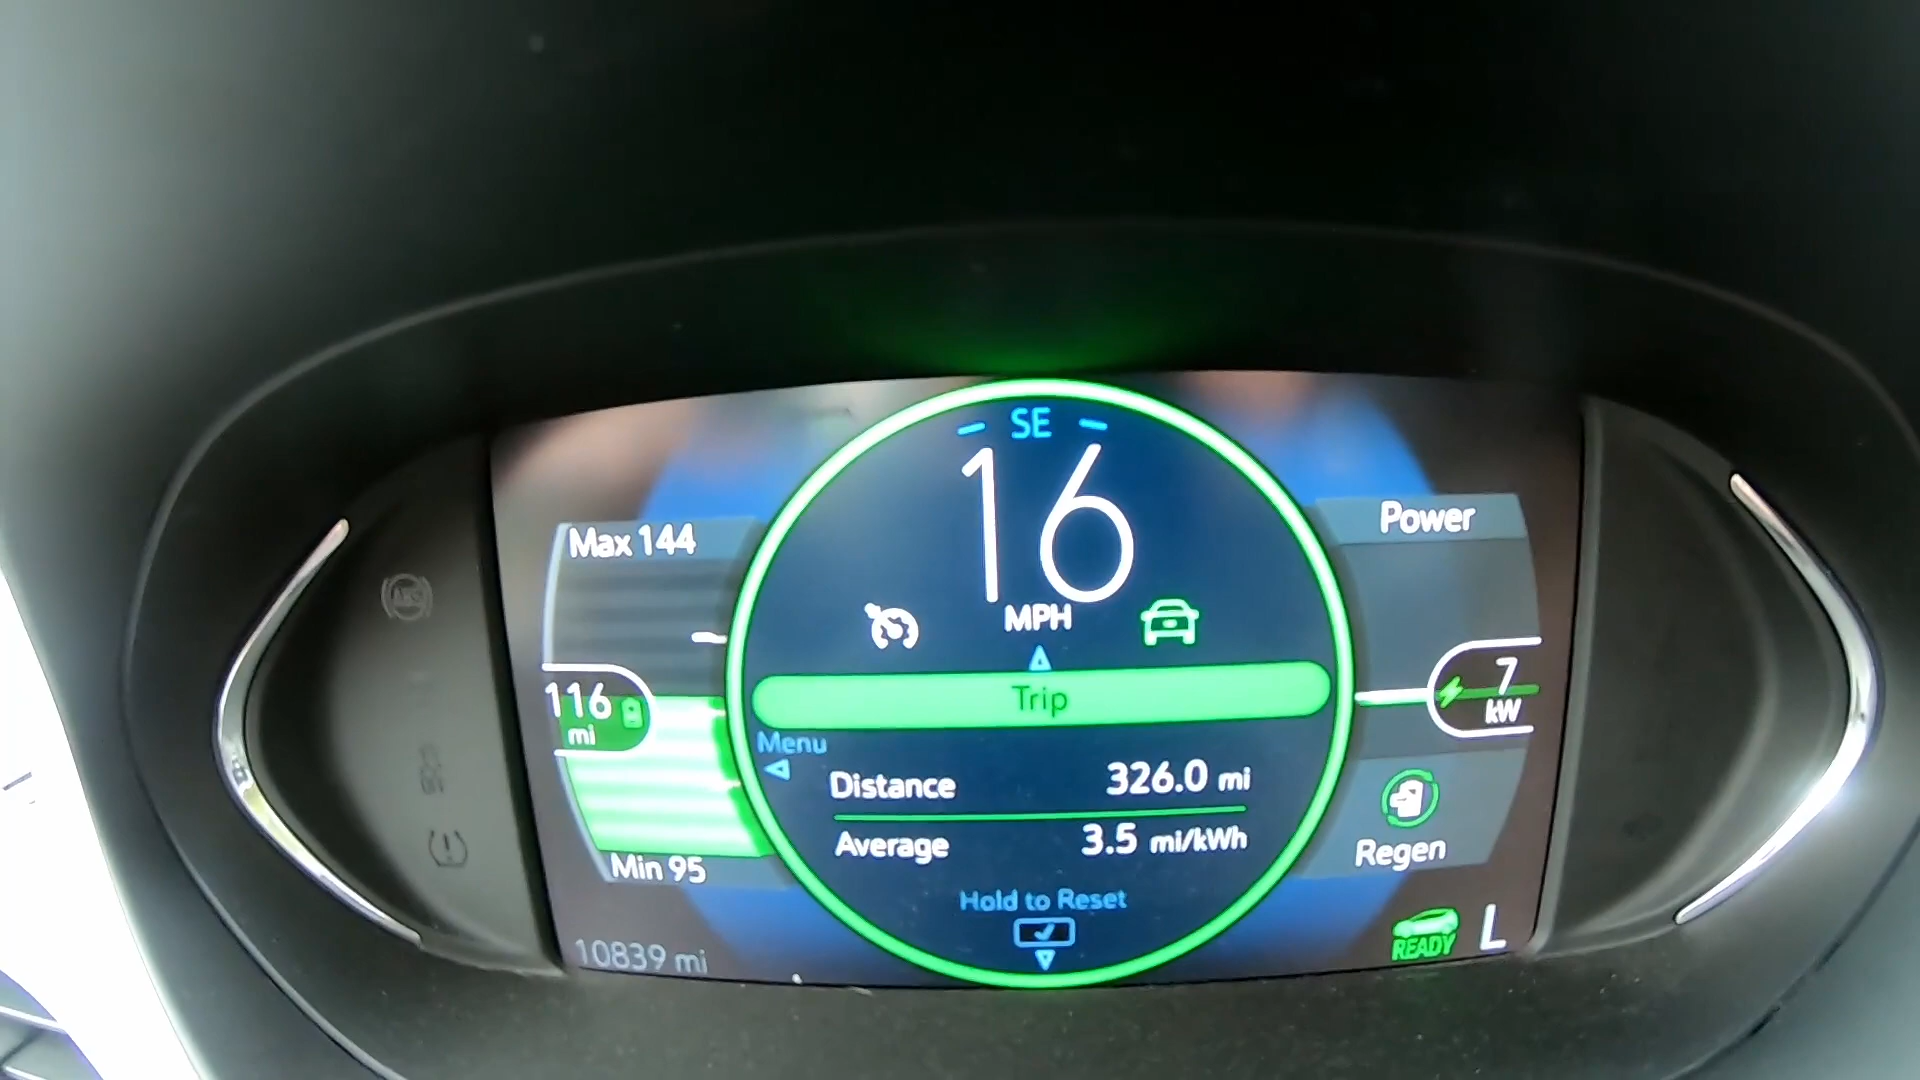 SE
16
MPH
Max 144
116
mi
Min 95
10839 mi
Trip
Menu
Distance 326.0 mi
Average 3.5 mi/kWh
Hold to Reset
Power
7
kW
Regen
READY L